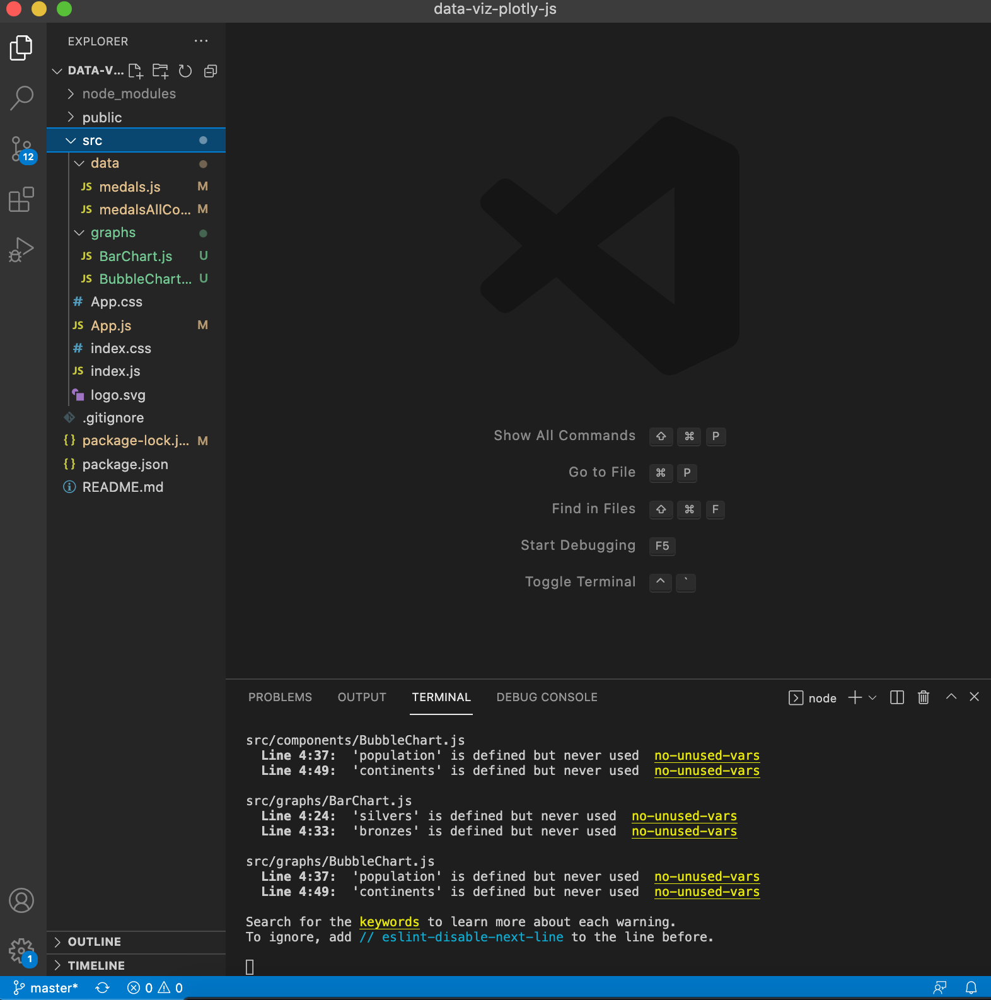 data-viz-plotly-js
EXPLORER ...
DATA-V...
node_modules
public
src
data
JS medals.js M
JS medalsAllCo... M
graphs
JS BarChart.js U
JS BubbleChart... U
# App.css
JS App.js M
# index.css
JS index.js
logo.svg
.gitignore
{} package-lock.j... M
{} package.json
README.md
12
1
OUTLINE
TIMELINE
Show All Commands ⇧ ⌘ P
Go to File ⌘ P
Find in Files ⇧ ⌘ F
Start Debugging F5
Toggle Terminal ^ `
PROBLEMS OUTPUT TERMINAL DEBUG CONSOLE node
src/components/BubbleChart.js
Line 4:37: 'population' is defined but never used no-unused-vars
Line 4:49: 'continents' is defined but never used no-unused-vars
src/graphs/BarChart.js
Line 4:24: 'silvers' is defined but never used no-unused-vars
Line 4:33: 'bronzes' is defined but never used no-unused-vars
src/graphs/BubbleChart.js
Line 4:37: 'population' is defined but never used no-unused-vars
Line 4:49: 'continents' is defined but never used no-unused-vars
Search for the keywords to learn more about each warning.
To ignore, add // eslint-disable-next-line to the line before.
master* 0 0